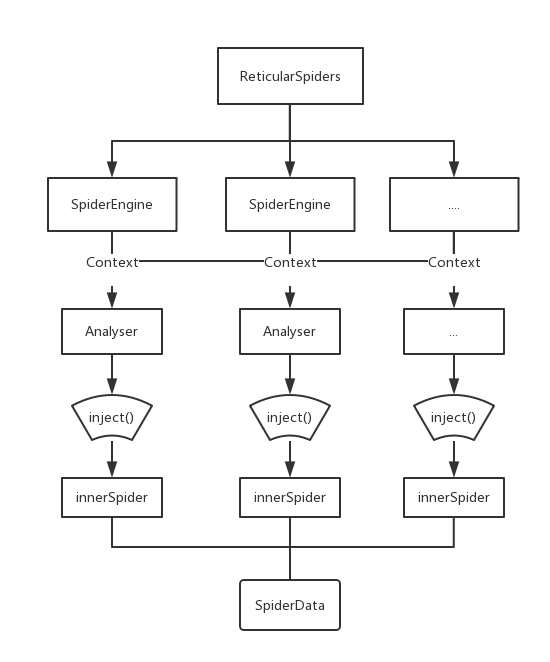 ReticularSpiders
SpiderEngine
SpiderEngine
....
Context
Context
Context
Analyser
Analyser
...
inject()
inject()
inject()
innerSpider
innerSpider
innerSpider
SpiderData